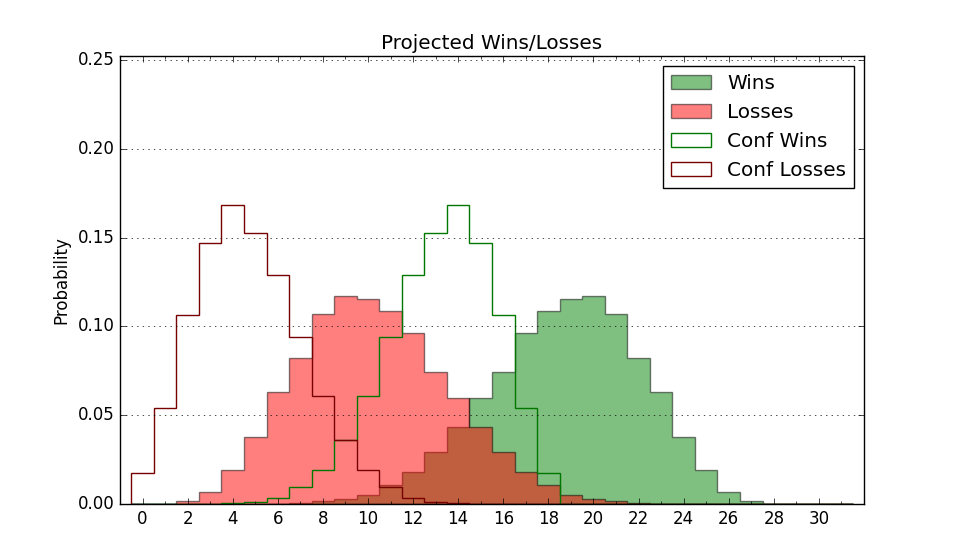 Projected Wins/Losses
0.25
0.20
0.15
0.10
0.05
0.00
Probability
Wins
Losses
Conf Wins
Conf Losses
0 2 4 6 8 10 12 14 16 18 20 22 24 26 28 30